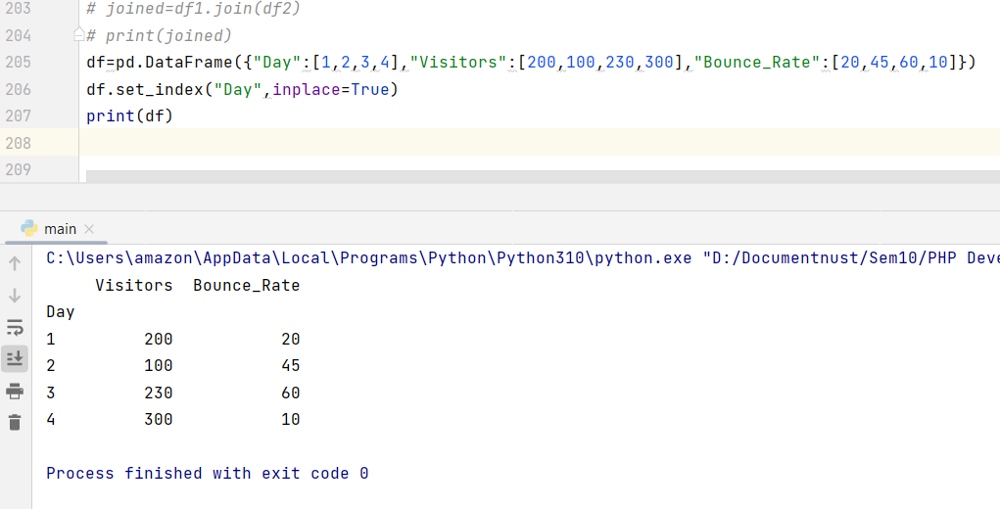 203 # joined=df1.join(df2)
204 # print(joined)
205 df=pd.DataFrame({"Day":[1,2,3,4],"Visitors":[200,100,230,300],"Bounce_Rate":[20,45,60,10]})
206 df.set_index("Day",inplace=True)
207 print(df)
208
209
main
C:\Users\amazon\AppData\Local\Programs\Python\Python310\python.exe "D:/Documentnust/Sem10/PHP Deve
Visitors Bounce_Rate
Day
1 200 20
2 100 45
3 230 60
4 300 10
Process finished with exit code 0